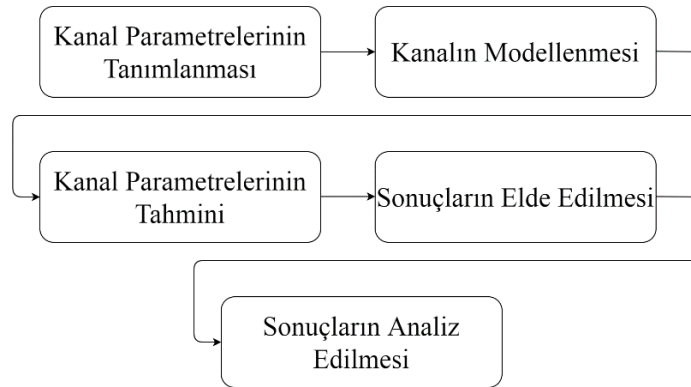 Kanal Parametrelerinin
Tanımlanması
Kanalın Modellenmesi
Kanal Parametrelerinin
Tahmini
Sonuçların Elde Edilmesi
Sonuçların Analiz
Edilmesi